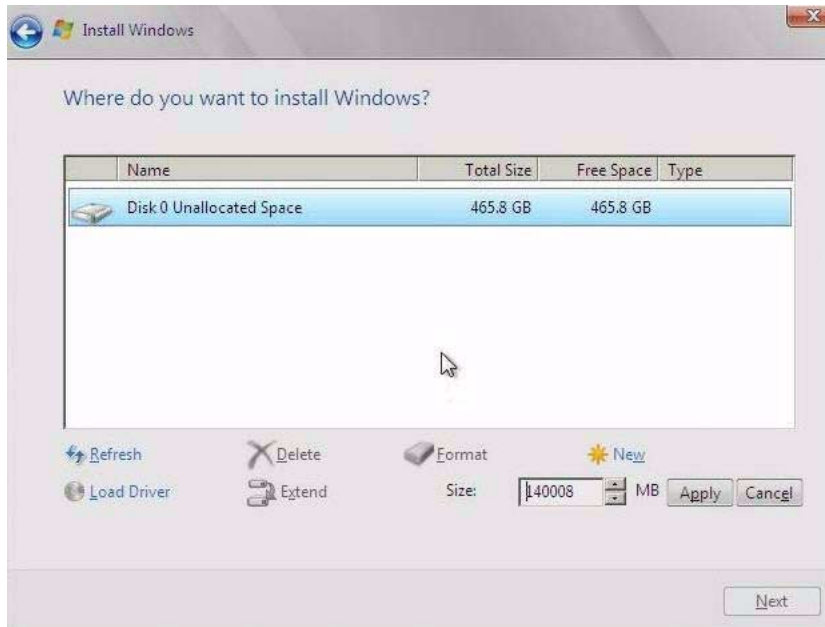 Install Windows
Where do you want to install Windows?
Name Total Size Free Space Type
Disk 0 Unallocated Space 465.8 GB 465.8 GB
Refresh Delete Format New
Load Driver Extend Size: 140008 MB Apply Cancel
Next